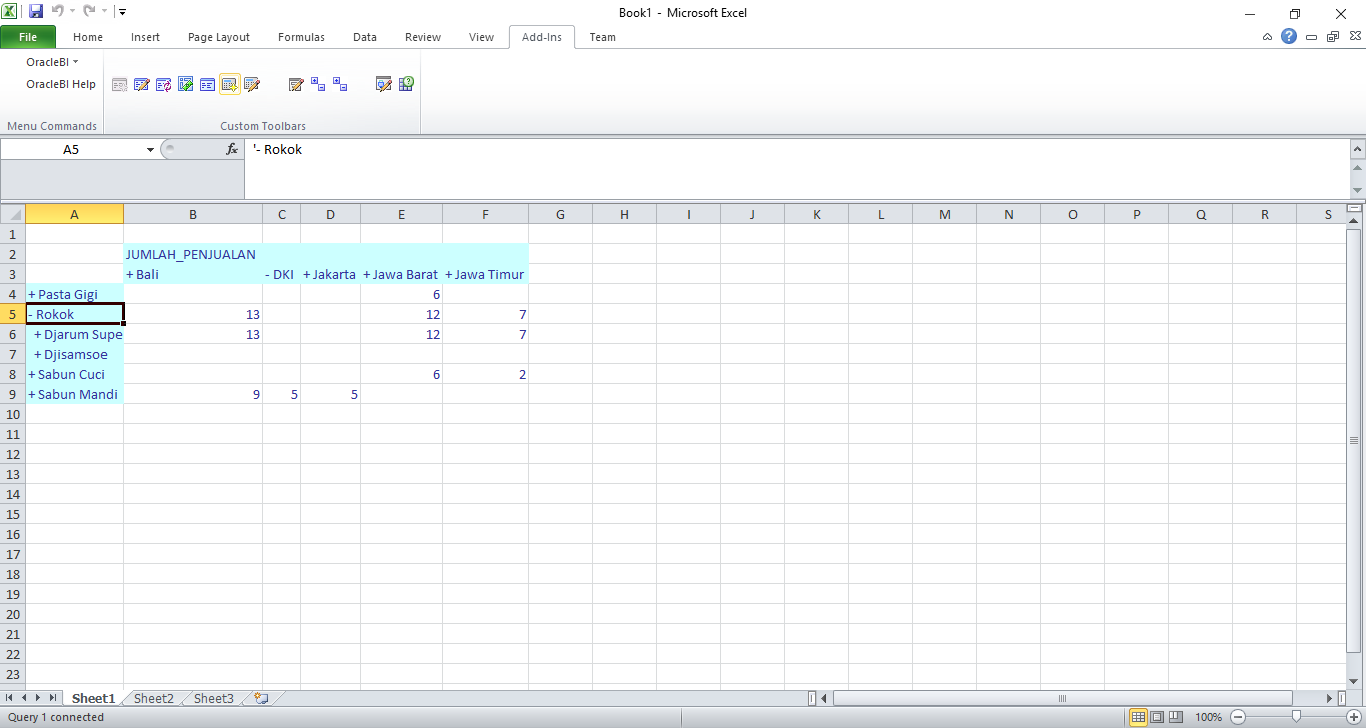 Book1 - Microsoft Excel
File Home Insert Page Layout Formulas Data Review View Add-Ins Team
OracleBI
OracleBI Help
Menu Commands Custom Toolbars
A5 fx '- Rokok
A B C D E F G H I J K L M N O P Q R S
1
2 JUMLAH_PENJUALAN
3 + Bali - DKI + Jakarta + Jawa Barat + Jawa Timur
4 + Pasta Gigi 6
5 - Rokok 13 12 7
6 + Djarum Supe 13 12 7
7 + Djisamsoe
8 + Sabun Cuci 6 2
9 + Sabun Mandi 9 5 5
10
11
12
13
14
15
16
17
18
19
20
21
22
23
Sheet1 Sheet2 Sheet3
Query 1 connected 100%